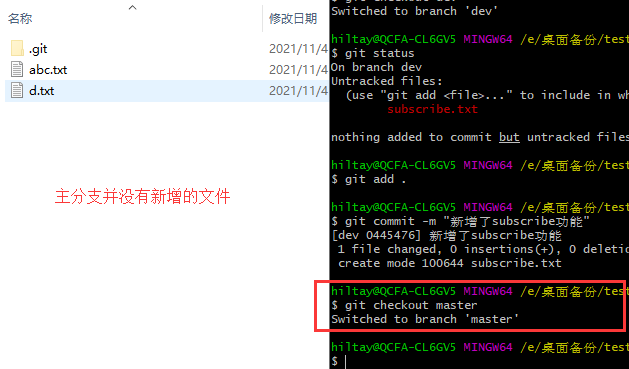 名称
修改日期
.git
2021/11/4
abc.txt
2021/11/4
d.txt
2021/11/4
主分支并没有新增的文件
Switched to branch 'dev'
hiltay@QCFA-CL6GV5 MINGW64 /e/桌面备份/test
$ git status
On branch dev
Untracked files:
(use "git add <file>..." to include in wh
subscribe.txt
nothing added to commit but untracked files
hiltay@QCFA-CL6GV5 MINGW64 /e/桌面备份/test
$ git add .
hiltay@QCFA-CL6GV5 MINGW64 /e/桌面备份/test
$ git commit -m "新增了subscribe功能"
[dev 0445476] 新增了subscribe功能
1 file changed, 0 insertions(+), 0 deletio
create mode 100644 subscribe.txt
hiltay@QCFA-CL6GV5 MINGW64 /e/桌面备份/test
$ git checkout master
Switched to branch 'master'
hiltay@QCFA-CL6GV5 MINGW64 /e/桌面备份/test
$